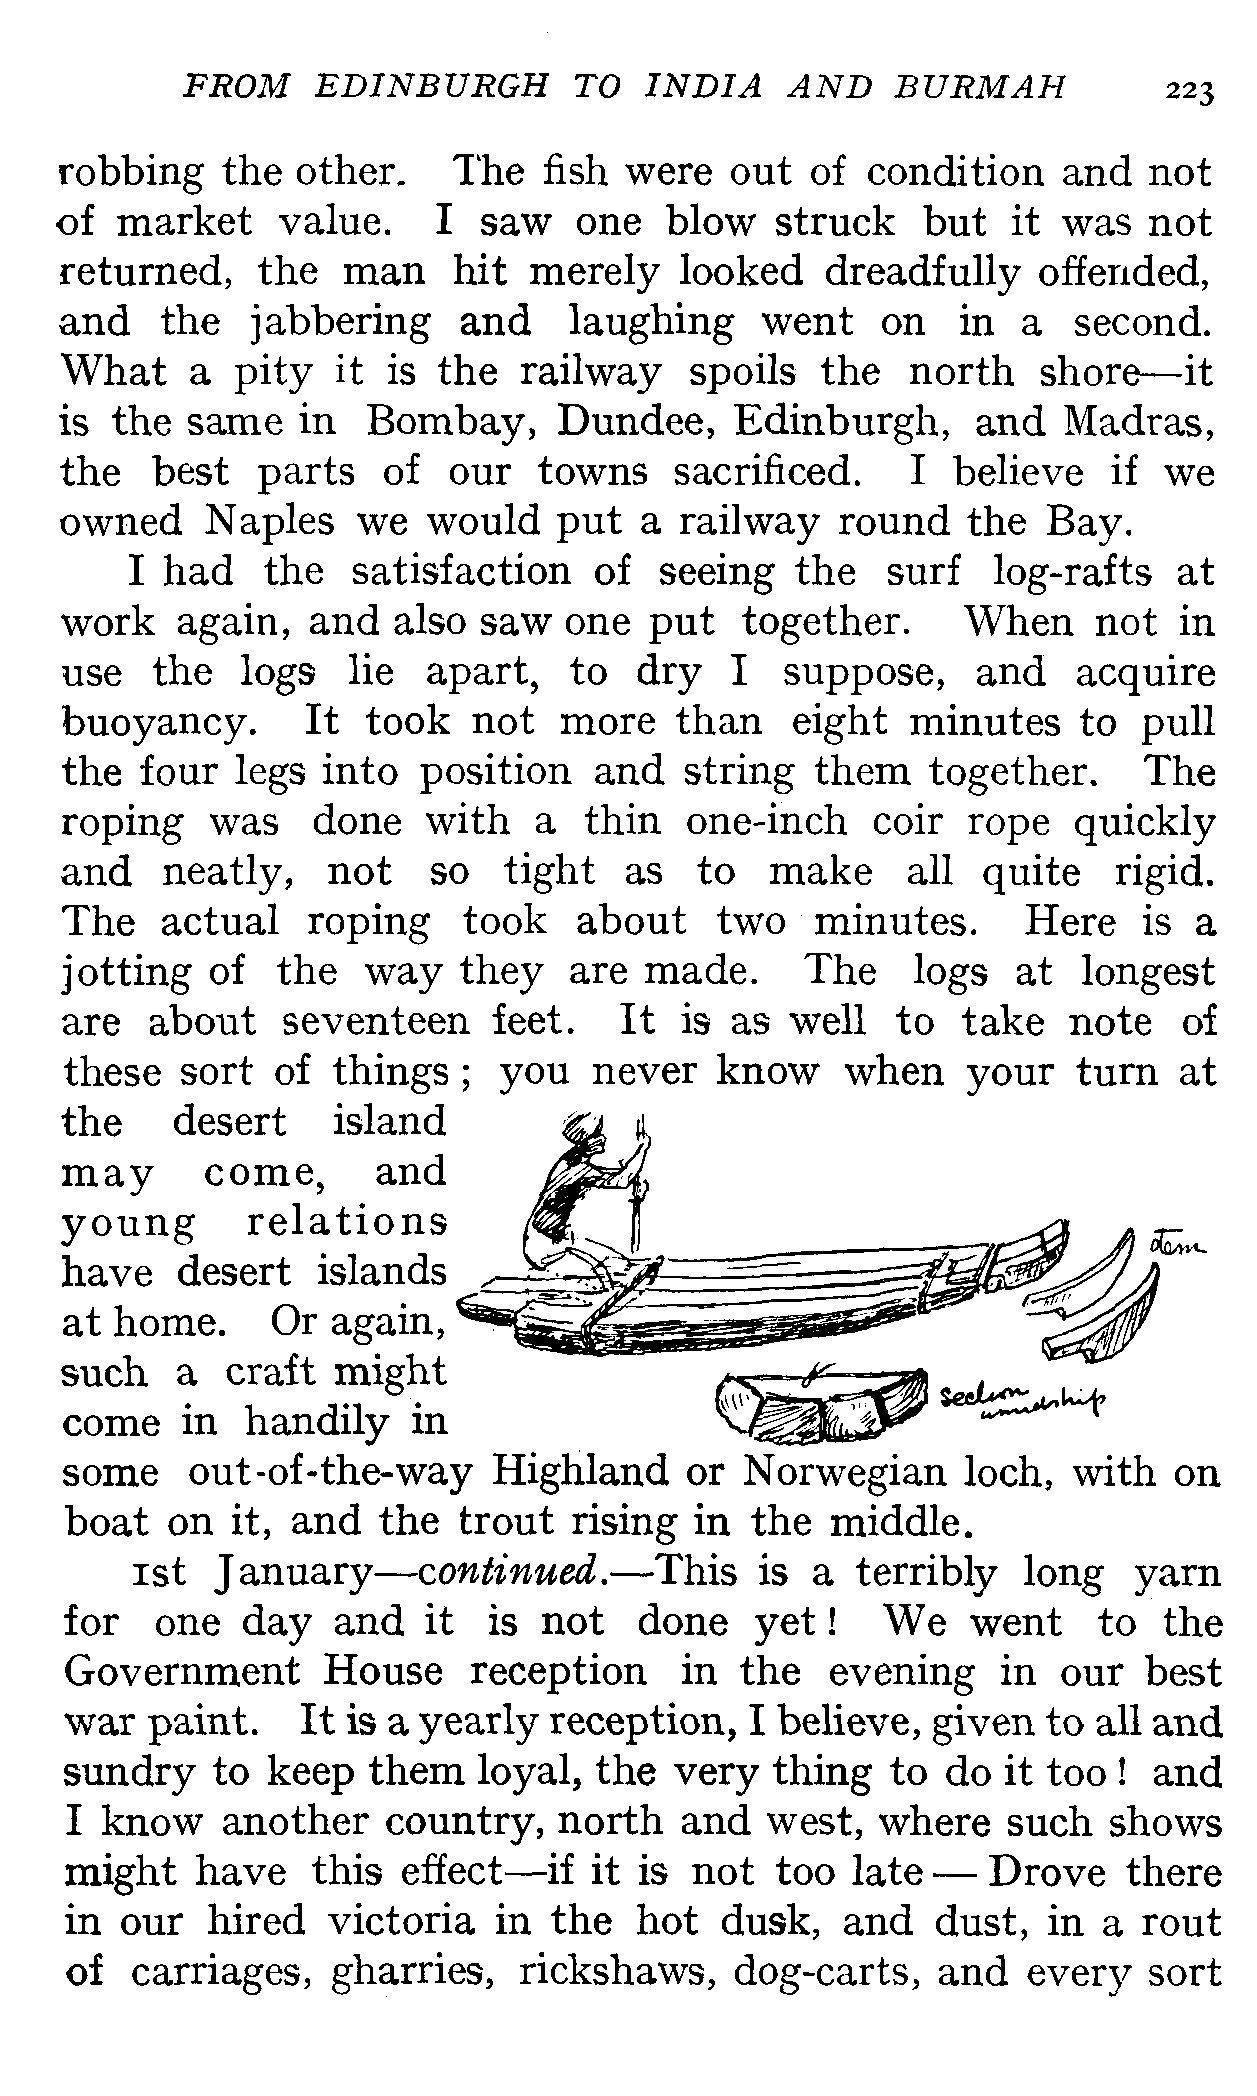 FROM EDINBURGH TO INDIA AND BURMAH 223
robbing the other. The fish were out of condition and not
of market value. I saw one blow struck but it was not
returned, the man hit merely looked dreadfully offended,
and the jabbering and laughing went on in a second.
What a pity it is the railway spoils the north shore—it
is the same in Bombay, Dundee, Edinburgh, and Madras,
the best parts of our towns sacrificed. I believe if we
owned Naples we would put a railway round the Bay.
I had the satisfaction of seeing the surf log-rafts at
work again, and also saw one put together. When not in
use the logs lie apart, to dry I suppose, and acquire
buoyancy. It took not more than eight minutes to pull
the four legs into position and string them together. The
roping was done with a thin one-inch coir rope quickly
and neatly, not so tight as to make all quite rigid.
The actual roping took about two minutes. Here is a
jotting of the way they are made. The logs at longest
are about seventeen feet. It is as well to take note of
these sort of things ; you never know when your turn at
the desert island
may come, and
young relations
have desert islands
at home. Or again,
such a craft might
come in handily in
stem
section
amidship
some out-of-the-way Highland or Norwegian loch, with on
boat on it, and the trout rising in the middle.
1st January—continued.—This is a terribly long yarn
for one day and it is not done yet ! We went to the
Government House reception in the evening in our best
war paint. It is a yearly reception, I believe, given to all and
sundry to keep them loyal, the very thing to do it too ! and
I know another country, north and west, where such shows
might have this effect—if it is not too late — Drove there
in our hired victoria in the hot dusk, and dust, in a rout
of carriages, gharries, rickshaws, dog-carts, and every sort